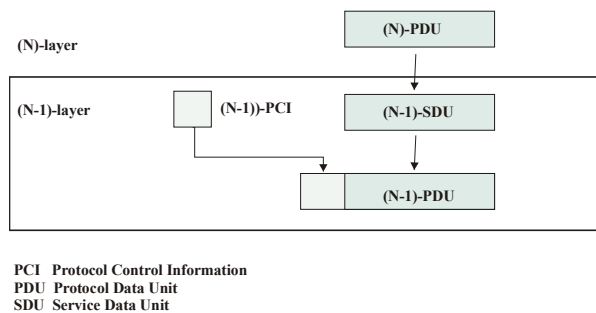 (N)-PDU
(N)-layer
(N-1)-layer
(N-1))-PCI
(N-1)-SDU
(N-1)-PDU
PCI Protocol Control Information
PDU Protocol Data Unit
SDU Service Data Unit